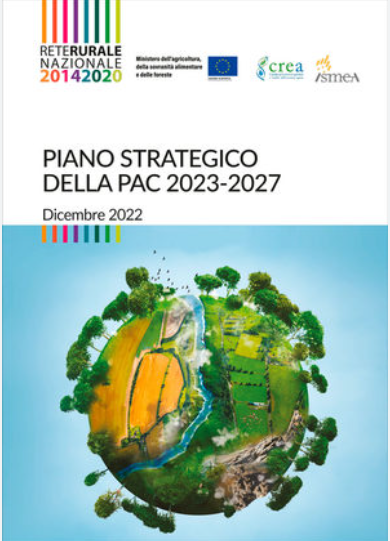 RETERURALE
NAZIONALE
20142020
Ministero dell'agricoltura,
della sovranità alimentare
e delle foreste
crea
ismea
PIANO STRATEGICO
DELLA PAC 2023-2027
Dicembre 2022